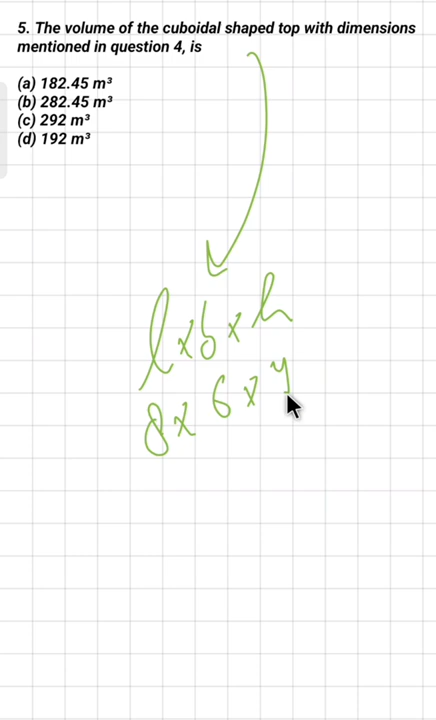 5. The volume of the cuboidal shaped top with dimensions
mentioned in question 4, is
(a) 182.45 m³
(b) 282.45 m³
(c) 292 m³
(d) 192 m³
l×b×h
8×6×4